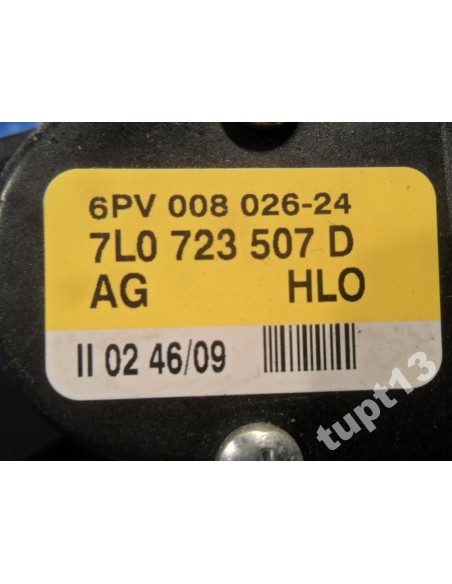 6PV 008 026-24
7L0 723 507 D
AG HLO
II 02 46/09
tupt13